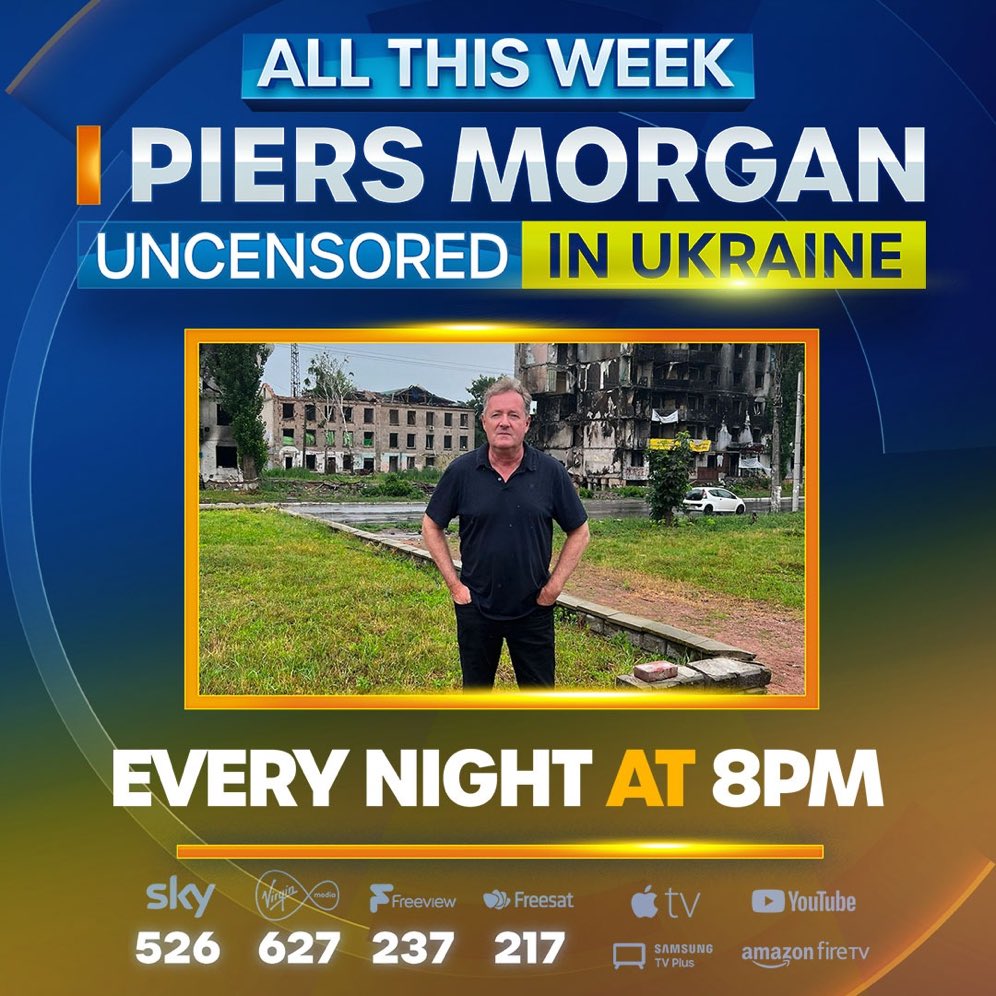 ALL THIS WEEK
PIERS MORGAN
UNCENSORED IN UKRAINE
EVERY NIGHT AT 8PM
sky Virgin media Freeview Freesat tv YouTube
526 627 237 217 SAMSUNG TV Plus amazon fireTV